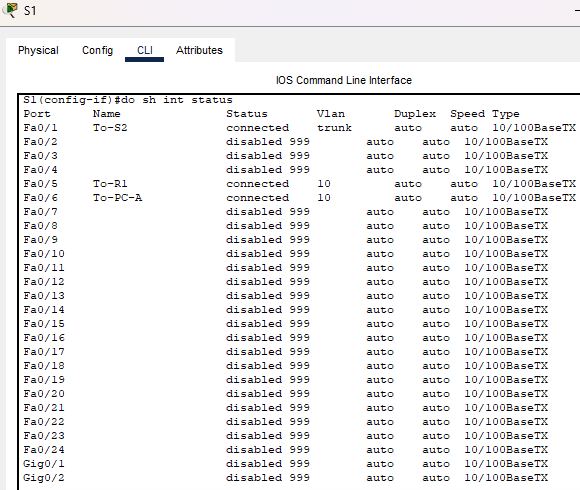 S1
Physical Config CLI Attributes
IOS Command Line Interface
S1(config-if)#do sh int status
Port Name Status Vlan Duplex Speed Type
Fa0/1 To-S2 connected trunk auto auto 10/100BaseTX
Fa0/2 disabled 999 auto auto 10/100BaseTX
Fa0/3 disabled 999 auto auto 10/100BaseTX
Fa0/4 disabled 999 auto auto 10/100BaseTX
Fa0/5 To-R1 connected 10 auto auto 10/100BaseTX
Fa0/6 To-PC-A connected 10 auto auto 10/100BaseTX
Fa0/7 disabled 999 auto auto 10/100BaseTX
Fa0/8 disabled 999 auto auto 10/100BaseTX
Fa0/9 disabled 999 auto auto 10/100BaseTX
Fa0/10 disabled 999 auto auto 10/100BaseTX
Fa0/11 disabled 999 auto auto 10/100BaseTX
Fa0/12 disabled 999 auto auto 10/100BaseTX
Fa0/13 disabled 999 auto auto 10/100BaseTX
Fa0/14 disabled 999 auto auto 10/100BaseTX
Fa0/15 disabled 999 auto auto 10/100BaseTX
Fa0/16 disabled 999 auto auto 10/100BaseTX
Fa0/17 disabled 999 auto auto 10/100BaseTX
Fa0/18 disabled 999 auto auto 10/100BaseTX
Fa0/19 disabled 999 auto auto 10/100BaseTX
Fa0/20 disabled 999 auto auto 10/100BaseTX
Fa0/21 disabled 999 auto auto 10/100BaseTX
Fa0/22 disabled 999 auto auto 10/100BaseTX
Fa0/23 disabled 999 auto auto 10/100BaseTX
Fa0/24 disabled 999 auto auto 10/100BaseTX
Gig0/1 disabled 999 auto auto 10/100BaseTX
Gig0/2 disabled 999 auto auto 10/100BaseTX